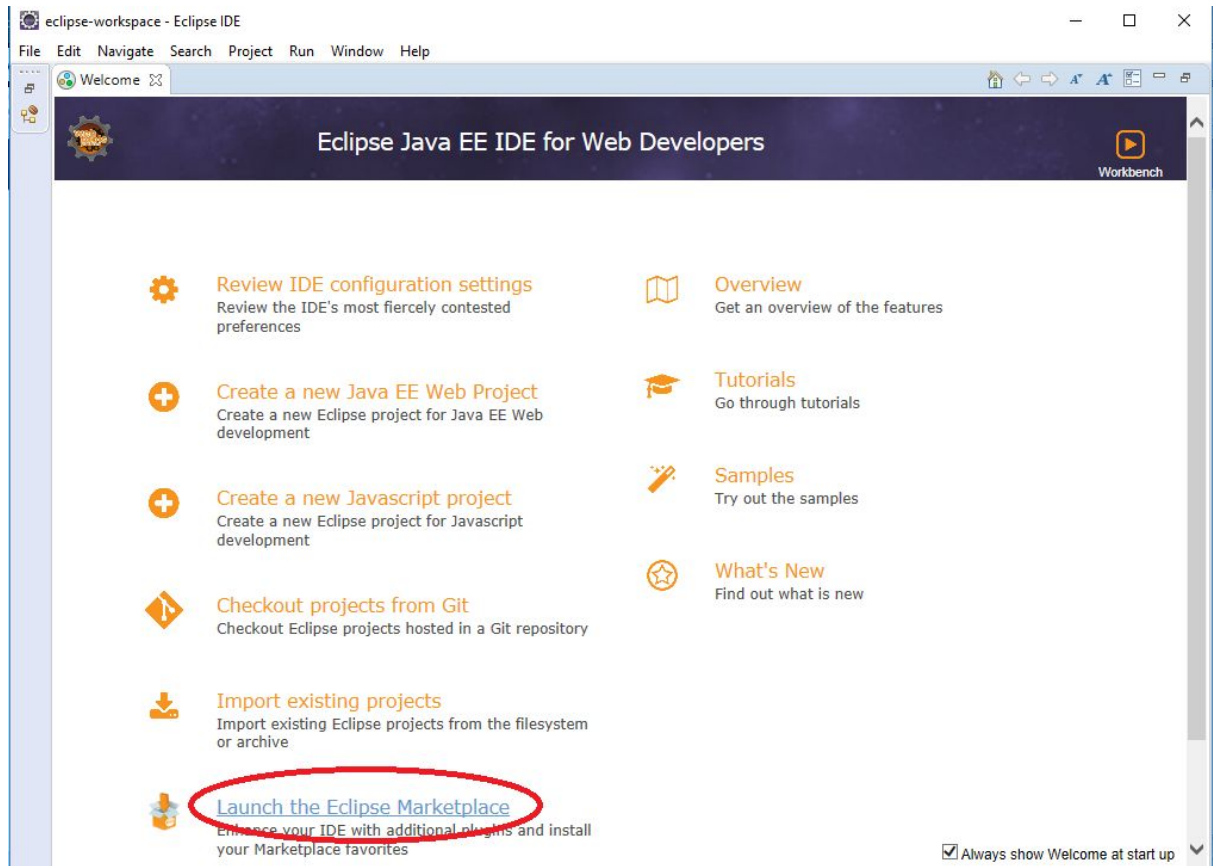 eclipse-workspace - Eclipse IDE
File Edit Navigate Search Project Run Window Help
Welcome
Eclipse Java EE IDE for Web Developers
Workbench
Review IDE configuration settings
Review the IDE's most fiercely contested
preferences
Create a new Java EE Web Project
Create a new Eclipse project for Java EE Web
development
Create a new Javascript project
Create a new Eclipse project for Javascript
development
Checkout projects from Git
Checkout Eclipse projects hosted in a Git repository
Import existing projects
Import existing Eclipse projects from the filesystem
or archive
Launch the Eclipse Marketplace
Enhance your IDE with additional plugins and install
your Marketplace favorites
Overview
Get an overview of the features
Tutorials
Go through tutorials
Samples
Try out the samples
What's New
Find out what is new
Always show Welcome at start up